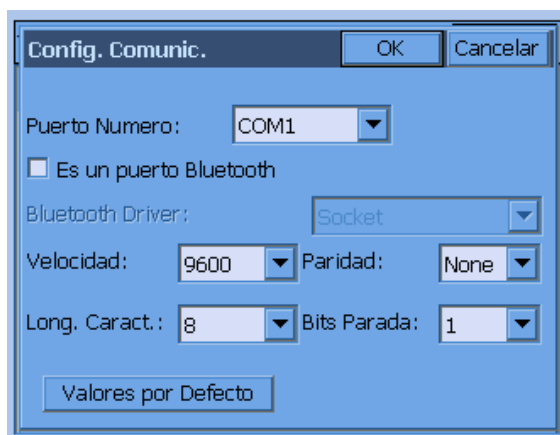 Config. Comunic. OK Cancelar
Puerto Numero: COM1
Es un puerto Bluetooth
Bluetooth Driver: Socket
Velocidad: 9600 Paridad: None
Long. Caract.: 8 Bits Parada: 1
Valores por Defecto